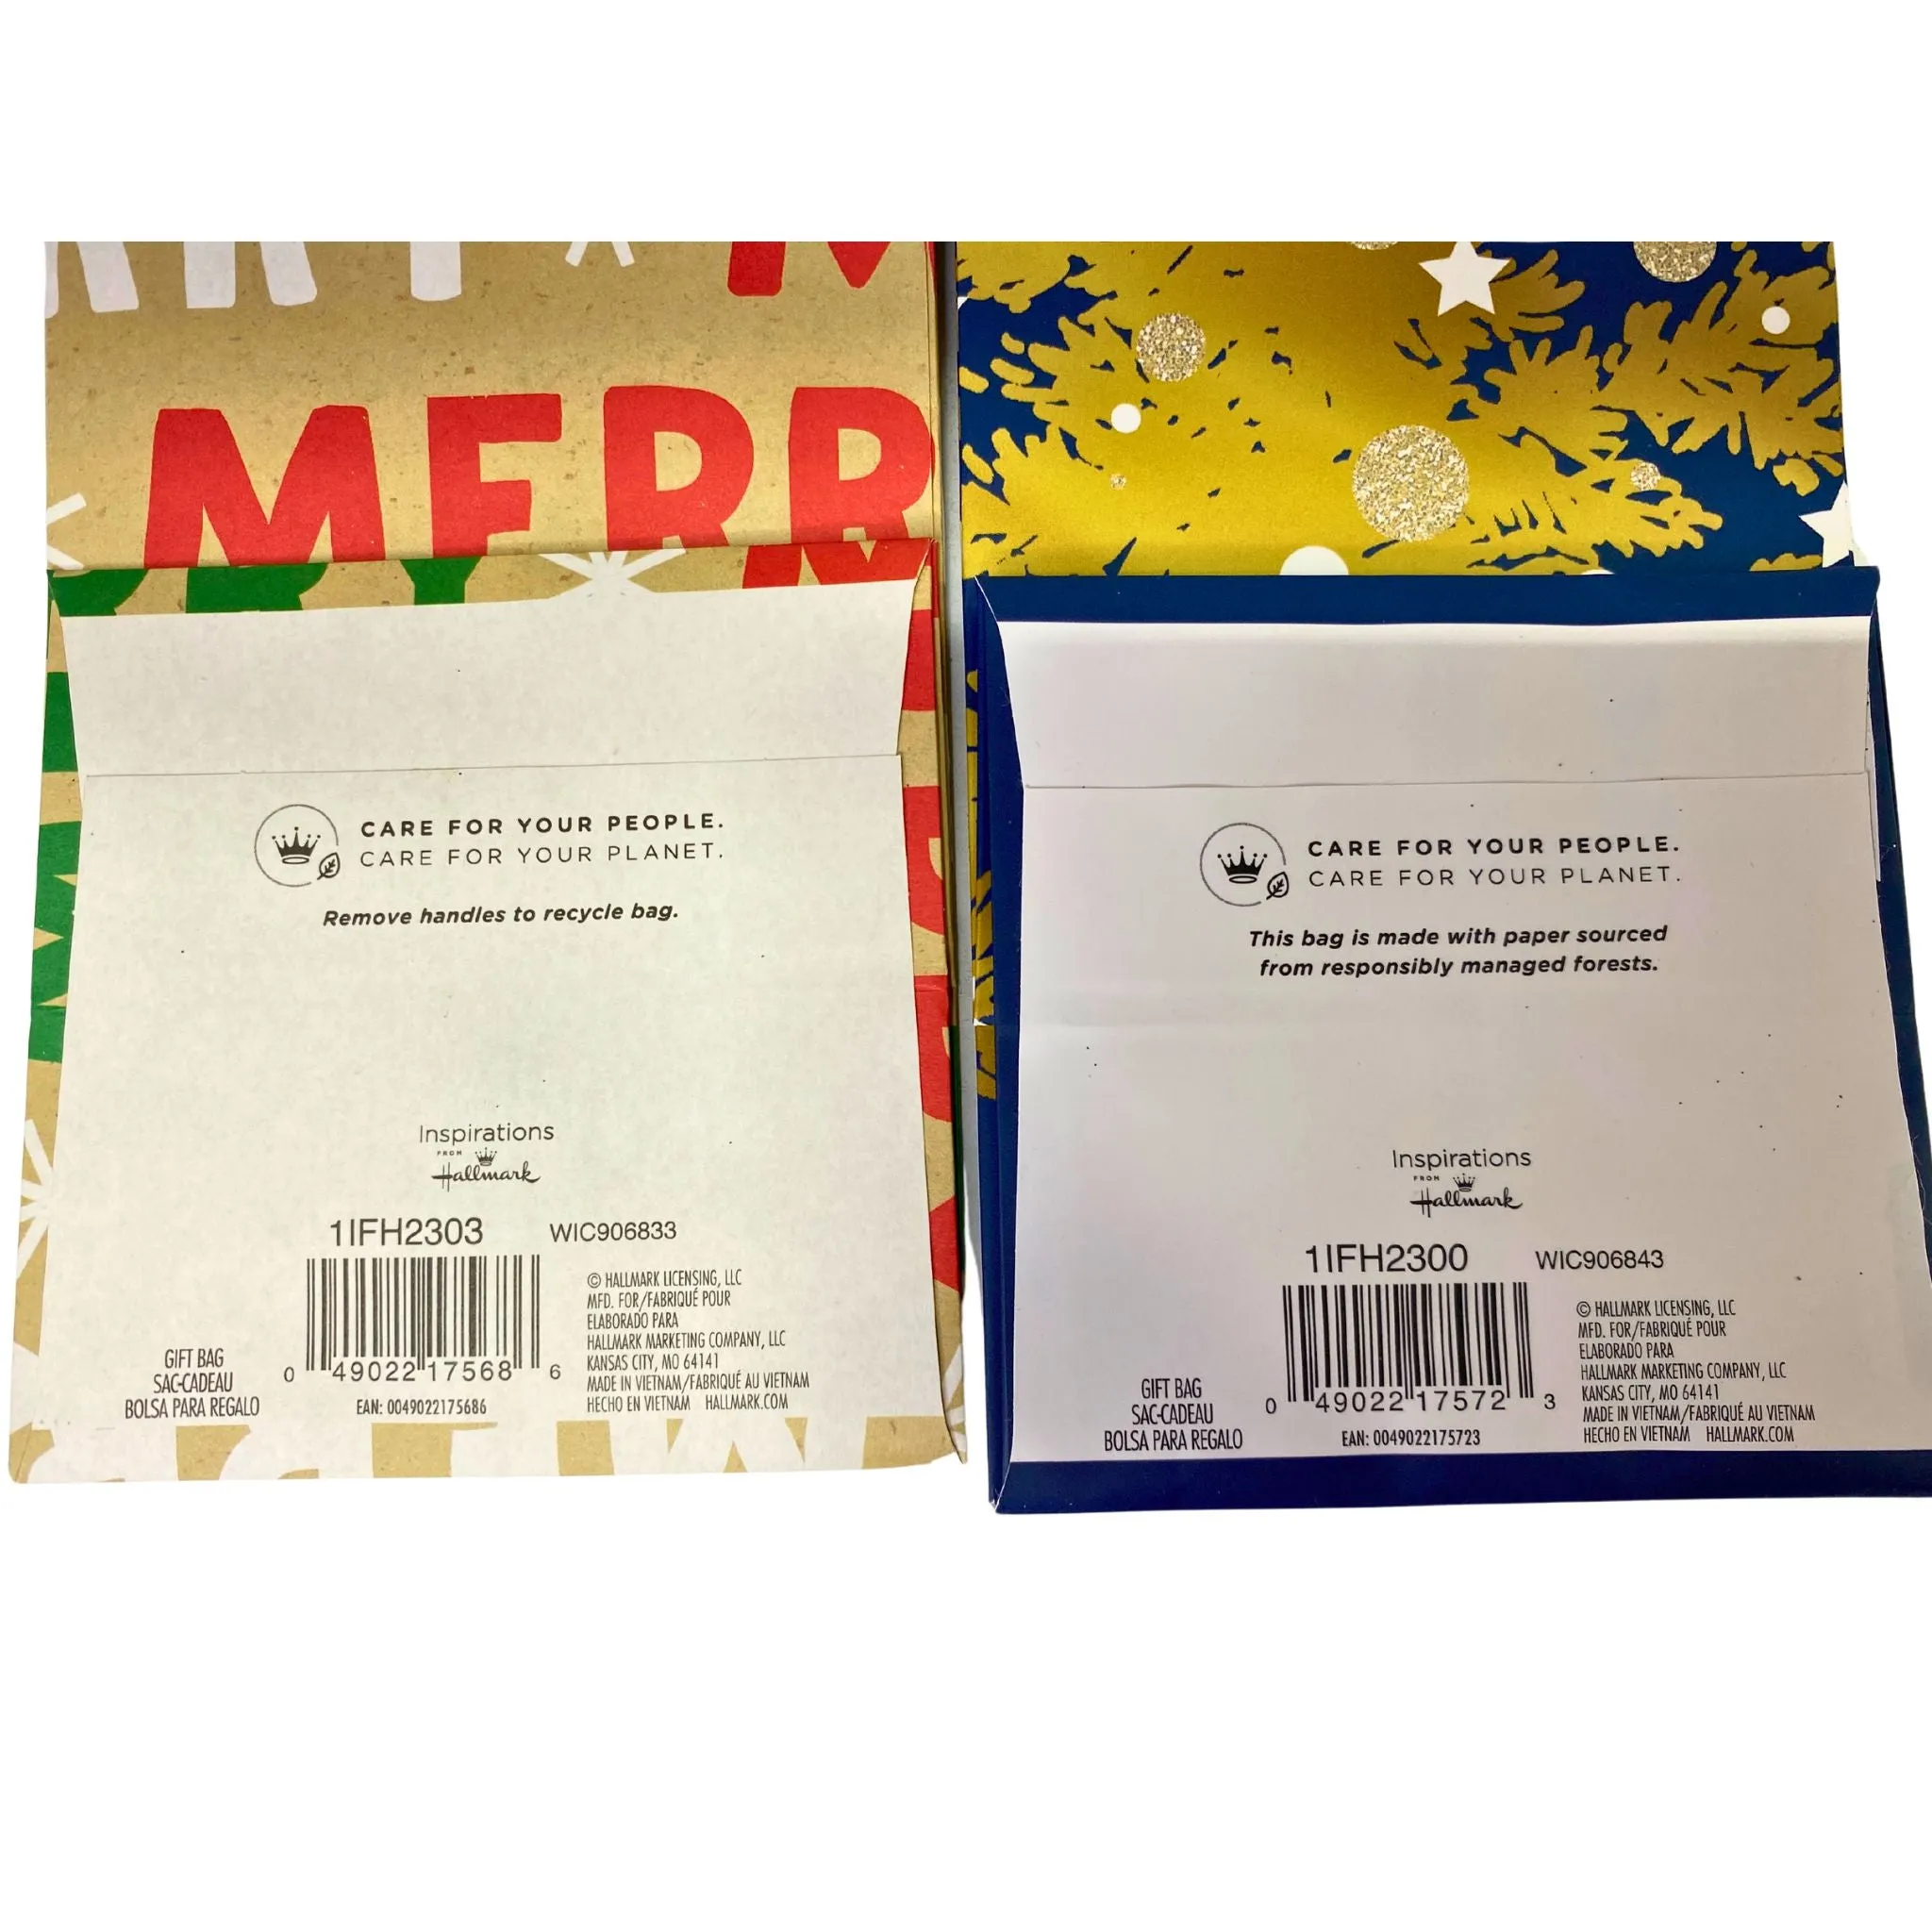 MERR
CARE FOR YOUR PEOPLE.
CARE FOR YOUR PLANET.
Remove handles to recycle bag.
Inspirations
FROM
Hallmark
1IFH2303 WIC906833
0 49022 17568 6
EAN: 0049022175686
GIFT BAG
SAC-CADEAU
BOLSA PARA REGALO
© HALLMARK LICENSING, LLC
MFD. FOR/FABRIQUÉ POUR
ELABORADO PARA
HALLMARK MARKETING COMPANY, LLC
KANSAS CITY, MO 64141
MADE IN VIETNAM/FABRIQUÉ AU VIETNAM
HECHO EN VIETNAM HALLMARK.COM
CARE FOR YOUR PEOPLE.
CARE FOR YOUR PLANET.
This bag is made with paper sourced
from responsibly managed forests.
Inspirations
FROM
Hallmark
1IFH2300 WIC906843
0 49022 17572 3
EAN: 0049022175723
GIFT BAG
SAC-CADEAU
BOLSA PARA REGALO
© HALLMARK LICENSING, LLC
MFD. FOR/FABRIQUÉ POUR
ELABORADO PARA
HALLMARK MARKETING COMPANY, LLC
KANSAS CITY, MO 64141
MADE IN VIETNAM/FABRIQUÉ AU VIETNAM
HECHO EN VIETNAM HALLMARK.COM